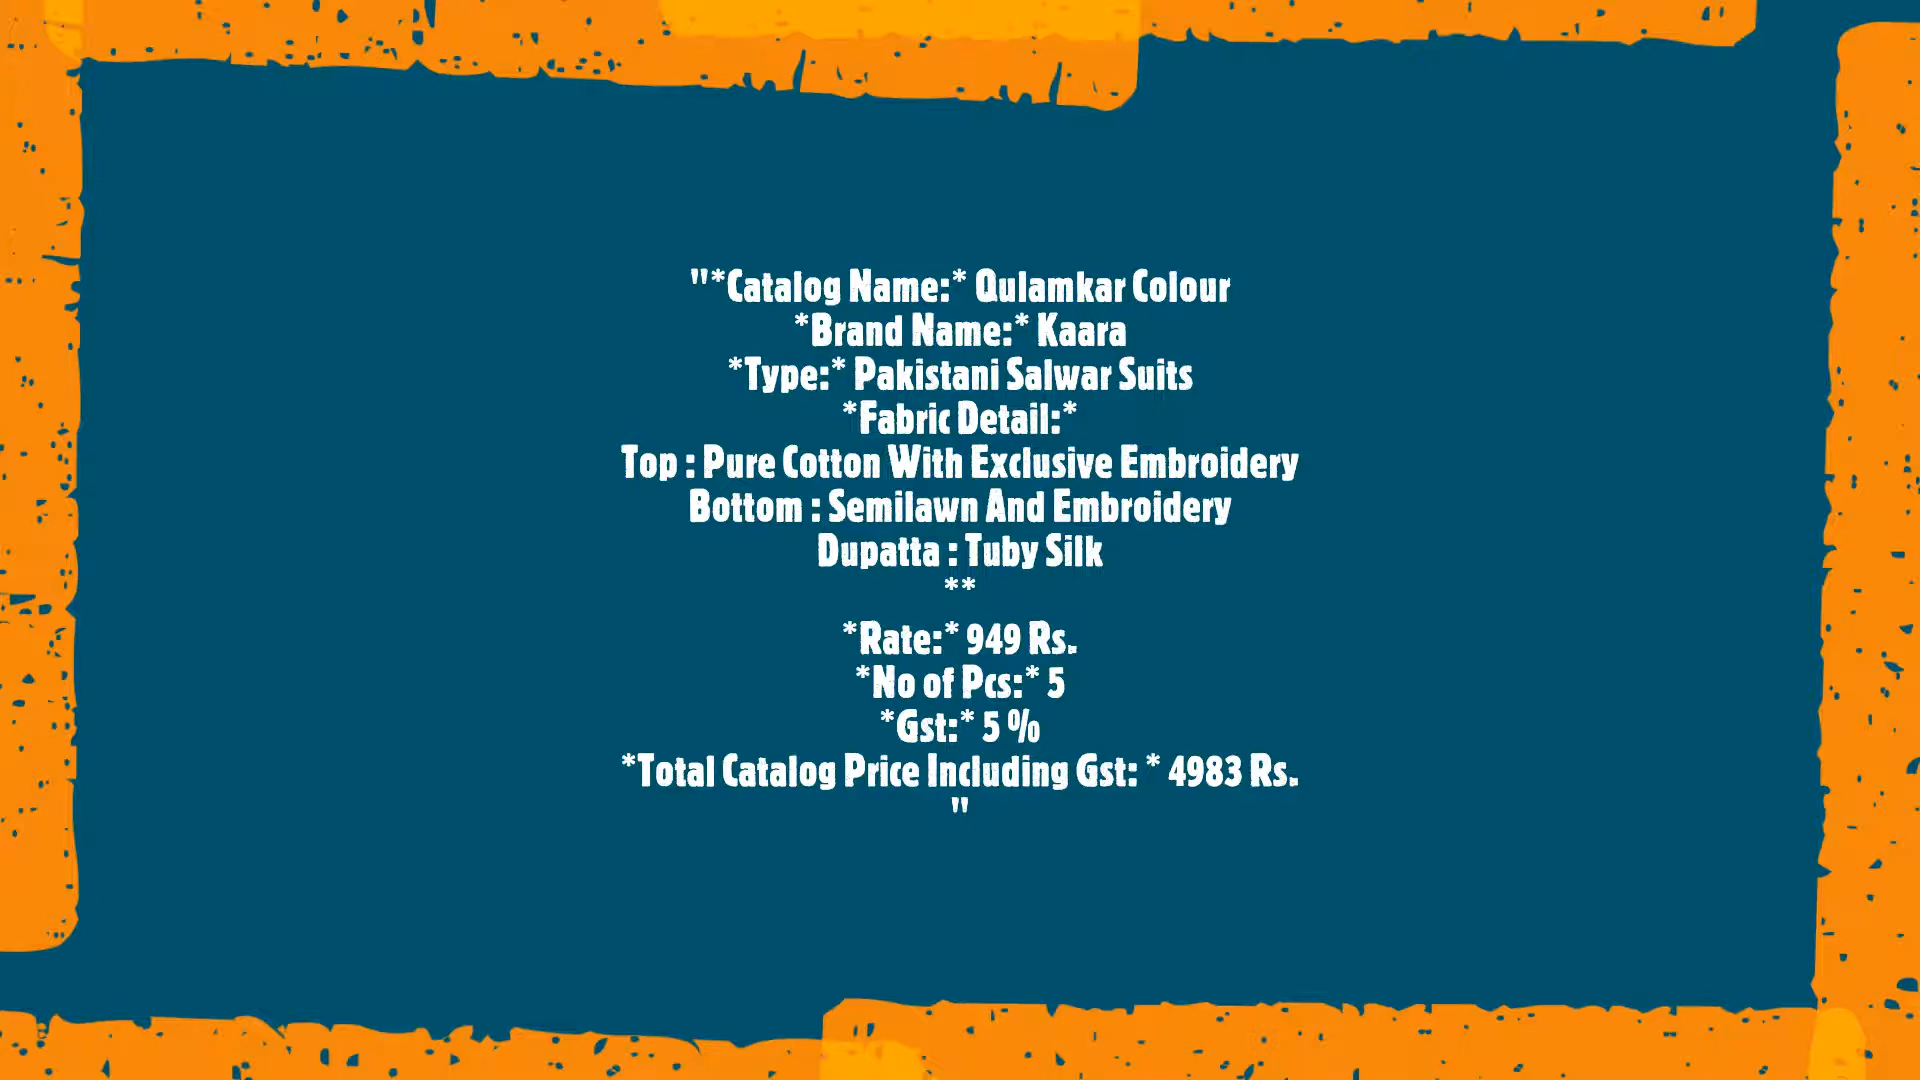 "*Catalog Name:* Qulamkar Colour
*Brand Name:* Kaara
*Type:* Pakistani Salwar Suits
*Fabric Detail:*
Top : Pure Cotton With Exclusive Embroidery
Bottom : Semilawn And Embroidery
Dupatta : Tuby Silk
**
*Rate:* 949 Rs.
*No of Pcs:* 5
*Gst:* 5 %
*Total Catalog Price Including Gst: * 4983 Rs.
"